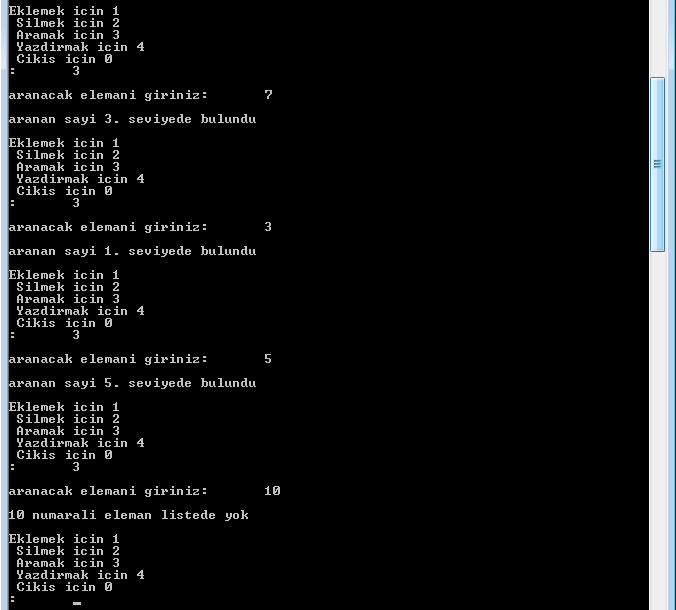 Eklemek icin 1
Silmek icin 2
Aramak icin 3
Yazdirmak icin 4
Cikis icin 0
: 3
aranacak elemani giriniz: 7
aranan sayi 3. seviyede bulundu
Eklemek icin 1
Silmek icin 2
Aramak icin 3
Yazdirmak icin 4
Cikis icin 0
: 3
aranacak elemani giriniz: 3
aranan sayi 1. seviyede bulundu
Eklemek icin 1
Silmek icin 2
Aramak icin 3
Yazdirmak icin 4
Cikis icin 0
: 3
aranacak elemani giriniz: 5
aranan sayi 5. seviyede bulundu
Eklemek icin 1
Silmek icin 2
Aramak icin 3
Yazdirmak icin 4
Cikis icin 0
: 3
aranacak elemani giriniz: 10
10 numarali eleman listede yok
Eklemek icin 1
Silmek icin 2
Aramak icin 3
Yazdirmak icin 4
Cikis icin 0
: _